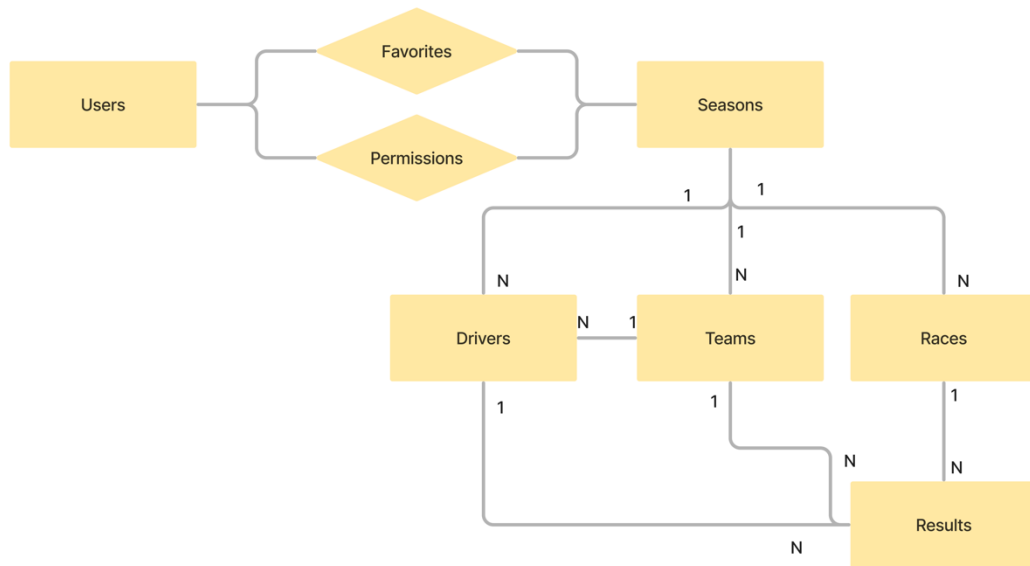 Favorites
Users
Seasons
Permissions
1
1
1
N
N
N
N
1
Drivers
Teams
Races
1
1
1
N
N
Results
N